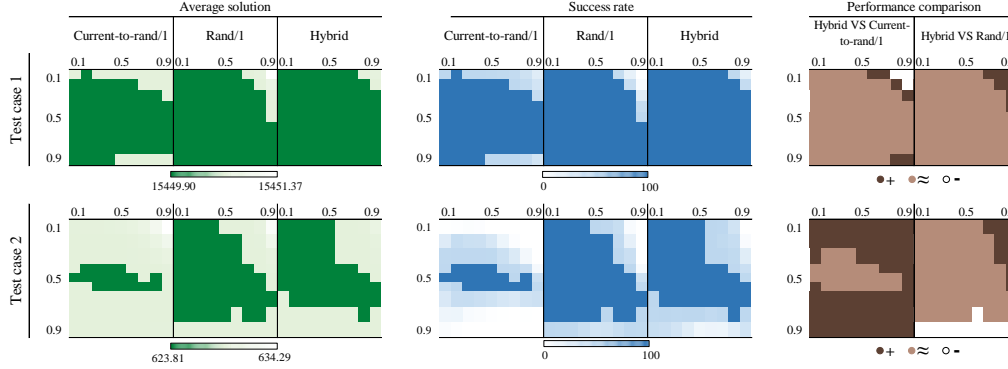 Average solution Success rate Performance comparison
Current-to-rand/1 Rand/1 Hybrid Current-to-rand/1 Rand/1 Hybrid Hybrid VS Current-to-rand/1 Hybrid VS Rand/1
0.1 0.5 0.9 0.1 0.5 0.9 0.1 0.5 0.9 0.1 0.5 0.9 0.1 0.5 0.9 0.1 0.5 0.9 0.1 0.5 0.9 0.1 0.5 0.9
Test case 1
0.1 0.1 0.1
0.5 0.5 0.5
0.9 0.9 0.9
15449.90 15451.37 0 100 + ≈ -
0.1 0.5 0.9 0.1 0.5 0.9 0.1 0.5 0.9 0.1 0.5 0.9 0.1 0.5 0.9 0.1 0.5 0.9 0.1 0.5 0.9 0.1 0.5 0.9
Test case 2
0.1 0.1 0.1
0.5 0.5 0.5
0.9 0.9 0.9
623.81 634.29 0 100 + ≈ -